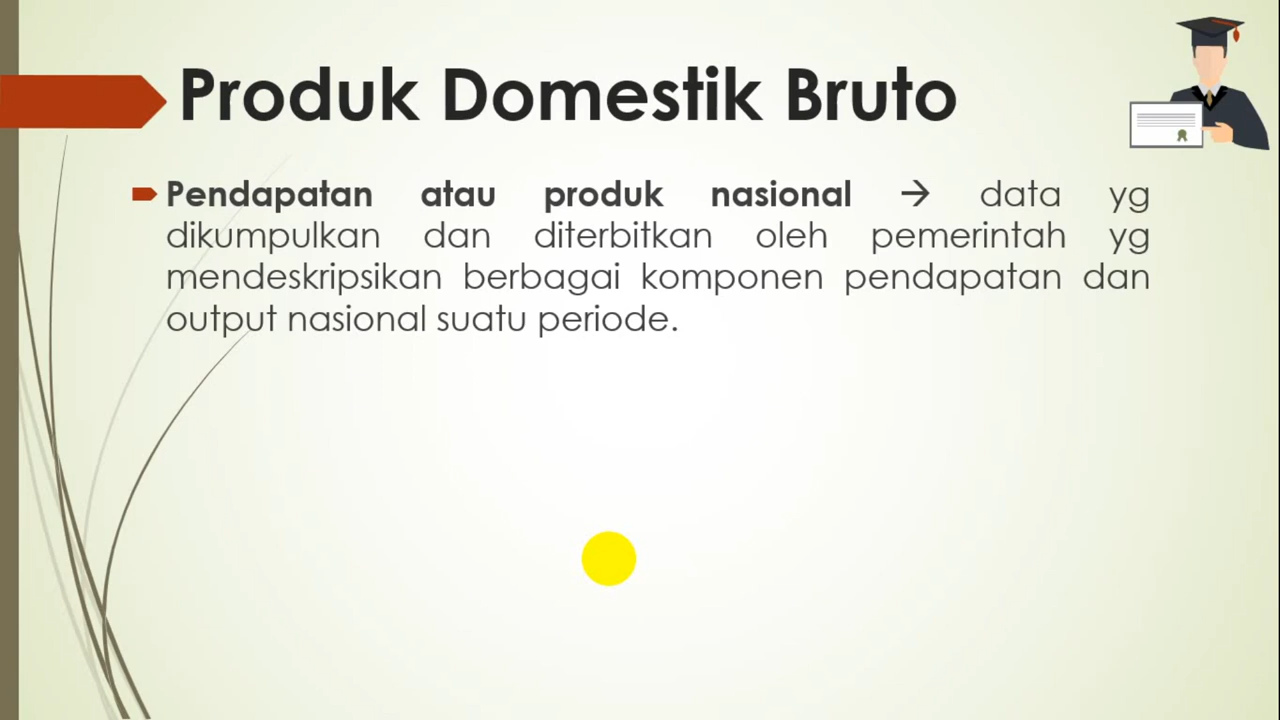 Produk Domestik Bruto
Pendapatan atau produk nasional → data yg
dikumpulkan dan diterbitkan oleh pemerintah yg
mendeskripsikan berbagai komponen pendapatan dan
output nasional suatu periode.